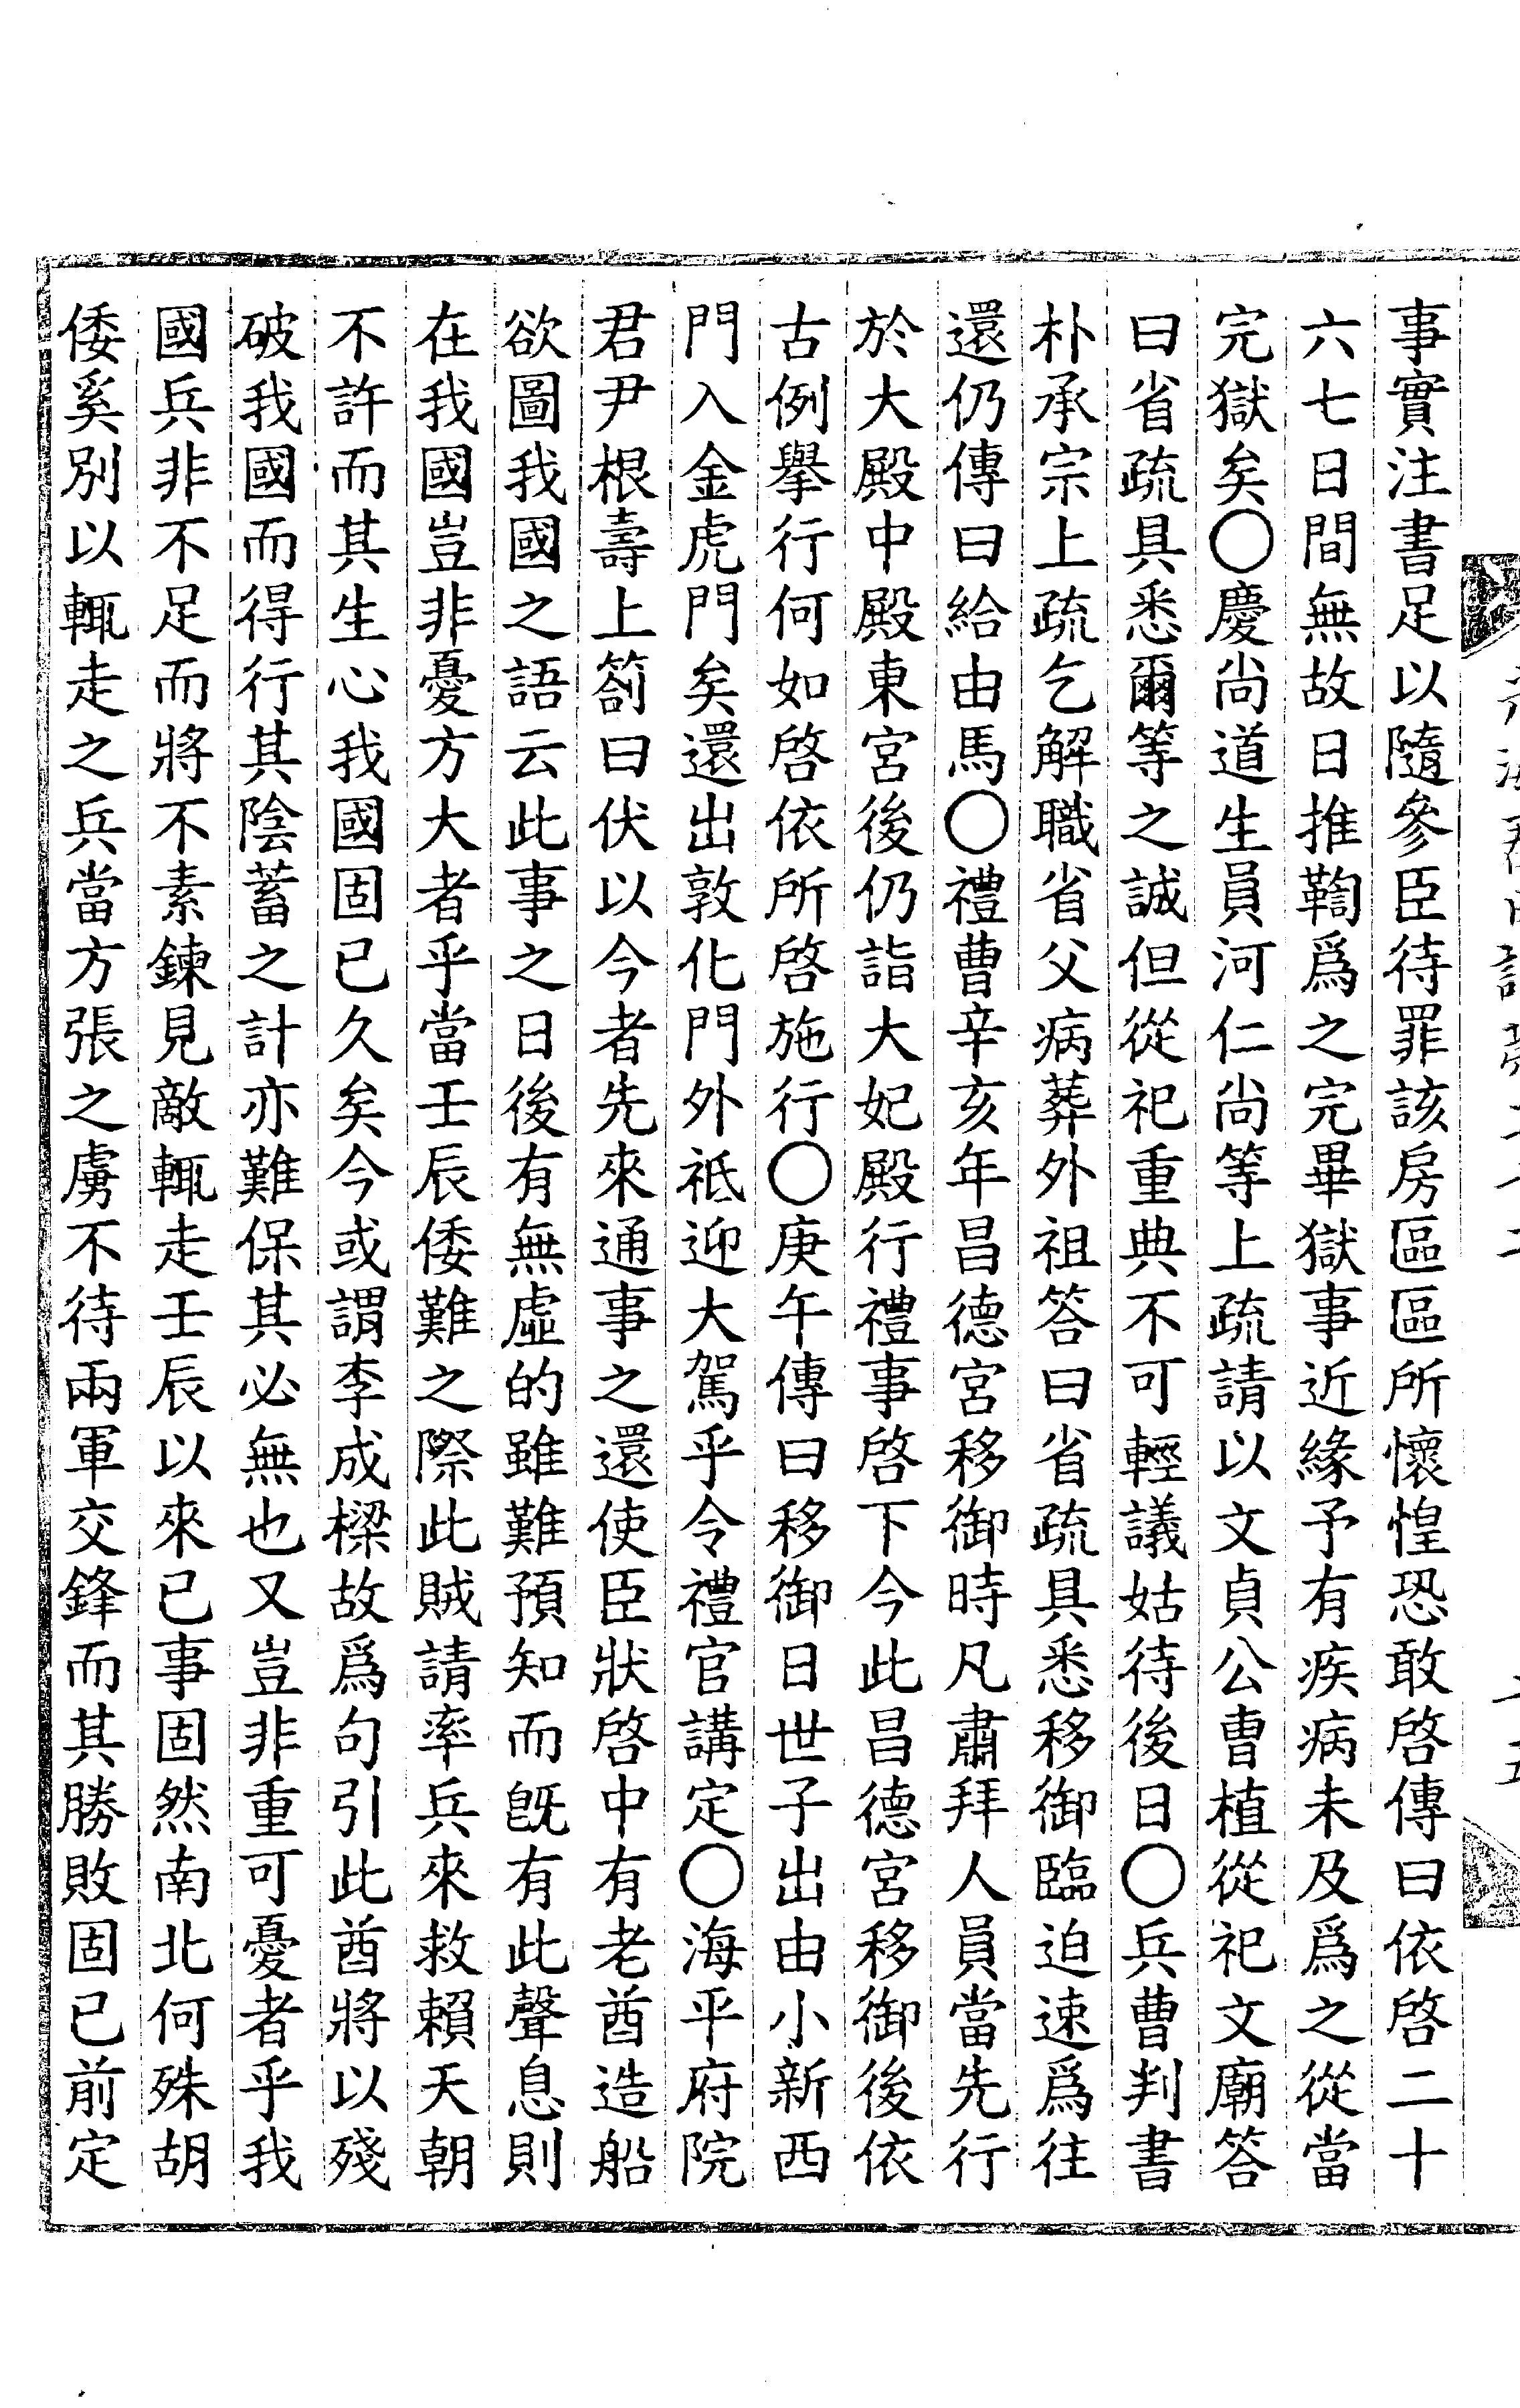 事實注書足以隨參臣待罪該房區區所懷惶恐敢啓傳曰依啓二十
六七日間無故日推鞫爲之完畢獄事近緣予有疾病未及爲之從當
完獄矣〇慶尙道生員河仁尙等上疏請以文貞公曺植從祀文廟答
曰省疏具悉爾等之誠但從祀重典不可輕議姑待後日〇兵曹判書
朴承宗上疏乞解職省父病葬外祖答曰省疏具悉移御臨迫速爲往
還仍傳曰給由馬〇禮曹辛亥年昌德宮移御時凡肅拜人員當先行
於大殿中殿東宮後仍詣大妃殿行禮事啓下今此昌德宮移御後依
古例擧行何如啓依所啓施行〇庚午傳曰移御日世子出由小新西
門入金虎門矣還出敦化門外祗迎大駕乎令禮官講定〇海平府院
君尹根壽上箚曰伏以今者先來通事之還使臣狀啓中有老酋造船
欲圖我國之語云此事之日後有無虛的雖難預知而旣有此聲息則
在我國豈非憂方大者乎當壬辰倭難之際此賊請率兵來救賴天朝
不許而其生心我國固已久矣今或謂李成樑故爲句引此酋將以殘
破我國而得行其陰蓄之計亦難保其必無也又豈非重可憂者乎我
國兵非不足而將不素鍊見敵輒走壬辰以來已事固然南北何殊胡
倭奚別以輒走之兵當方張之虜不待兩軍交鋒而其勝敗固已前定